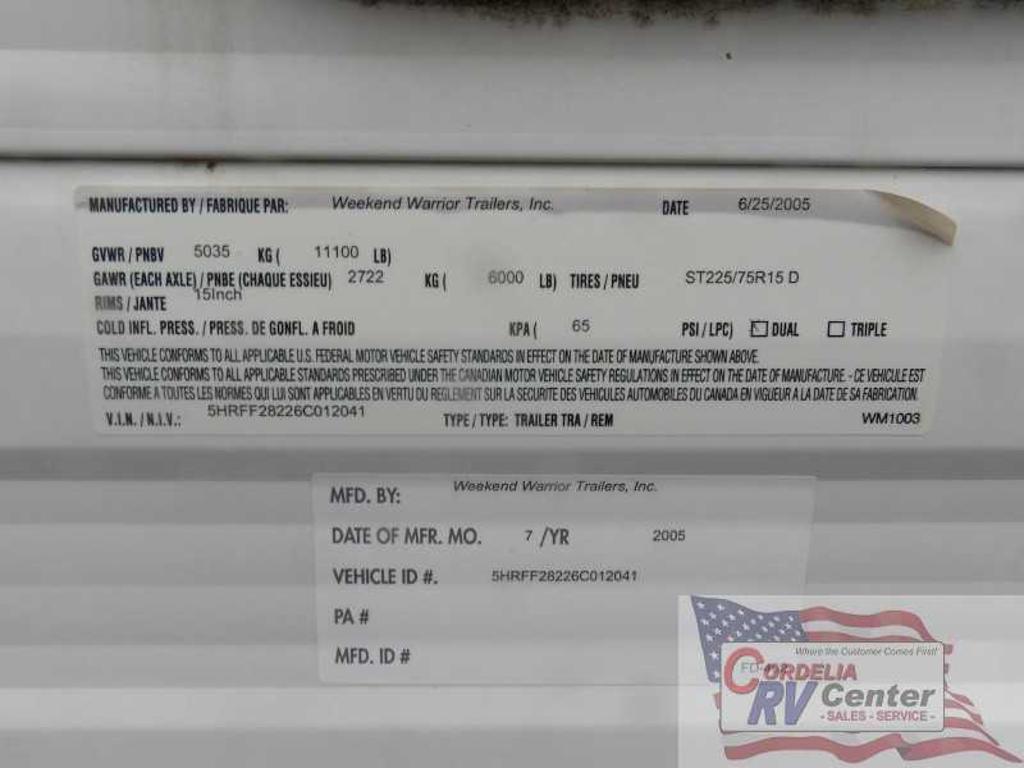 MANUFACTURED BY / FABRIQUE PAR: Weekend Warrior Trailers, Inc. DATE 6/25/2005
GVWR / PNBV 5035 KG ( 11100 LB)
GAWR (EACH AXLE) / PNBE (CHAQUE ESSIEU) 2722 KG ( 6000 LB) TIRES / PNEU ST225/75R15 D
RIMS / JANTE 15Inch
COLD INFL. PRESS. / PRESS. DE GONFL. A FROID KPA ( 65 PSI / LPC) DUAL TRIPLE
THIS VEHICLE CONFORMS TO ALL APPLICABLE U.S. FEDERAL MOTOR VEHICLE SAFETY STANDARDS IN EFFECT ON THE DATE OF MANUFACTURE SHOWN ABOVE.
THIS VEHICLE CONFORMS TO ALL APPLICABLE STANDARDS PRESCRIBED UNDER THE CANADIAN MOTOR VEHICLE SAFETY REGULATIONS IN EFFECT ON THE DATE OF MANUFACTURE. - CE VEHICULE EST
CONFORME A TOUTES LES NORMES QUI LUI SONT APPLICABLES EN VERTU DU REGLEMENT SUR LA SECURITE DES VEHICULES AUTOMOBILES DU CANADA EN VIGUEUR A LA DATE DE SA FABRICATION.
V.I.N. / N.I.V.: 5HRFF28226C012041 TYPE / TYPE: TRAILER TRA / REM WM1003
MFD. BY: Weekend Warrior Trailers, Inc.
DATE OF MFR. MO. 7 /YR 2005
VEHICLE ID #. 5HRFF28226C012041
PA #
MFD. ID #
Where the Customer Comes First!
CORDELIA
RV Center
- SALES - SERVICE -